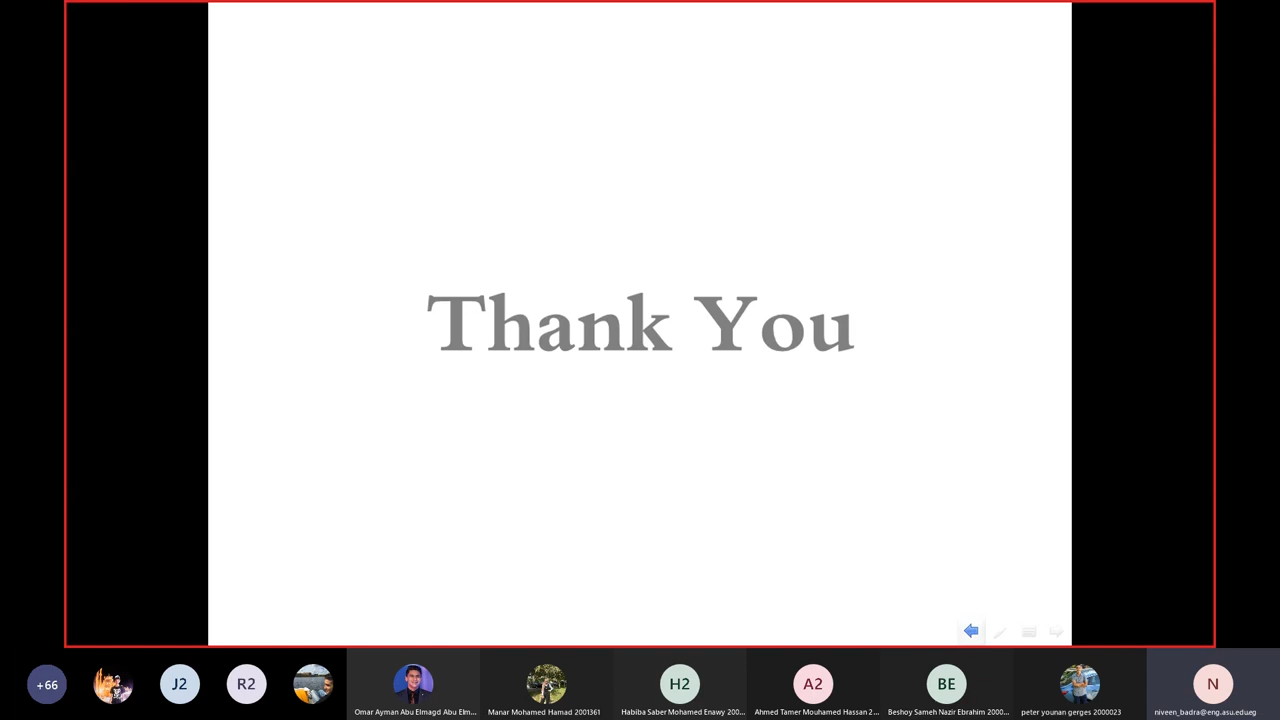 Thank You
+66
J2
R2
Omar Ayman Abu Elmagd Abu Elm...
Manar Mohamed Hamad 2001361
H2
Habiba Saber Mohamed Enawy 200...
A2
Ahmed Tamer Mouhamed Hassan 2...
BE
Beshoy Sameh Nazir Ebrahim 2000...
peter younan gerges 2000023
N
niveen_badra@eng.asu.edu.eg